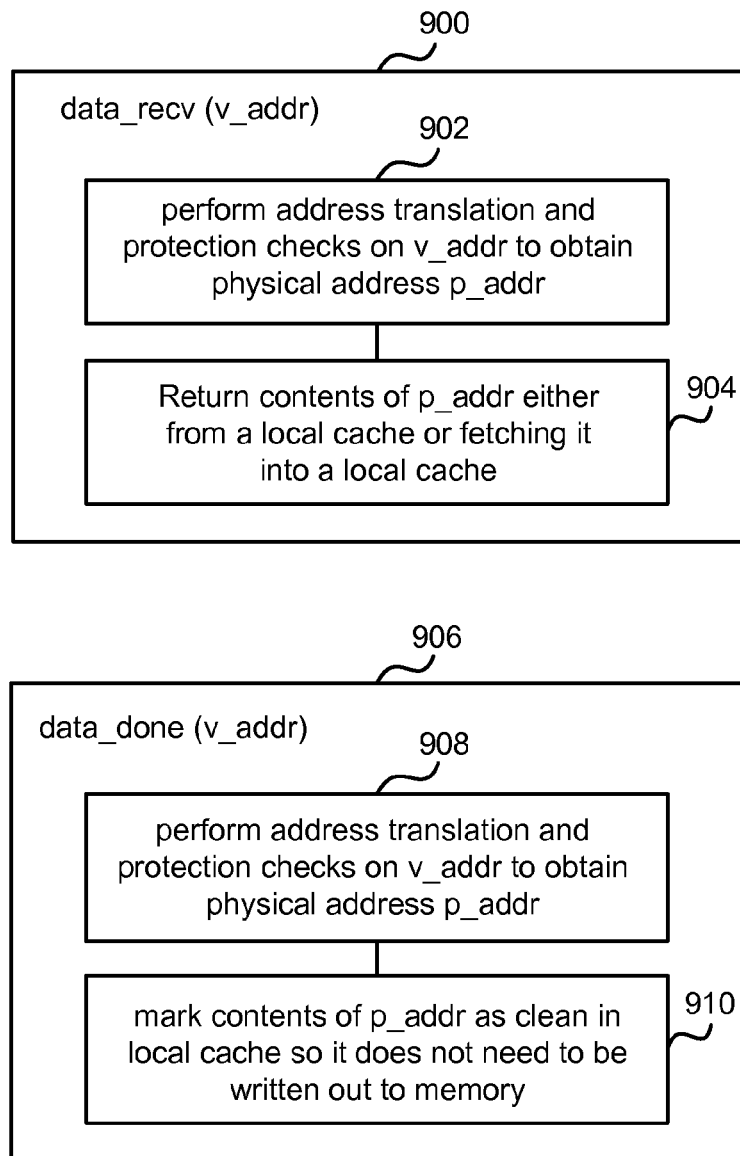 900
data_recv (v_addr)
902
perform address translation and
protection checks on v_addr to obtain
physical address p_addr
904
Return contents of p_addr either
from a local cache or fetching it
into a local cache
906
data_done (v_addr)
908
perform address translation and
protection checks on v_addr to obtain
physical address p_addr
910
mark contents of p_addr as clean in
local cache so it does not need to be
written out to memory